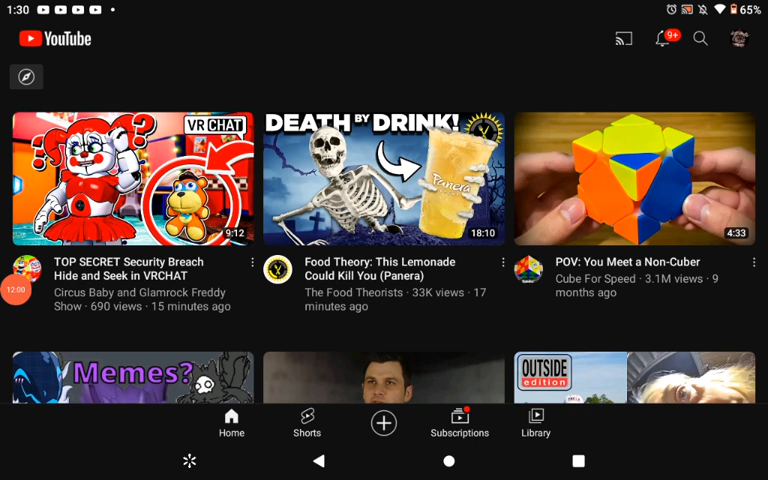 1:30
65%
YouTube
9+
VR CHAT
9:12
DEATH BY DRINK!
Panera
18:10
4:33
TOP SECRET Security Breach
Hide and Seek in VRCHAT
Circus Baby and Glamrock Freddy
Show · 690 views · 15 minutes ago
Food Theory: This Lemonade
Could Kill You (Panera)
The Food Theorists · 33K views · 17
minutes ago
POV: You Meet a Non-Cuber
Cube For Speed · 3.1M views · 9
months ago
12:00
Memes?
OUTSIDE
edition
Home
Shorts
Subscriptions
Library